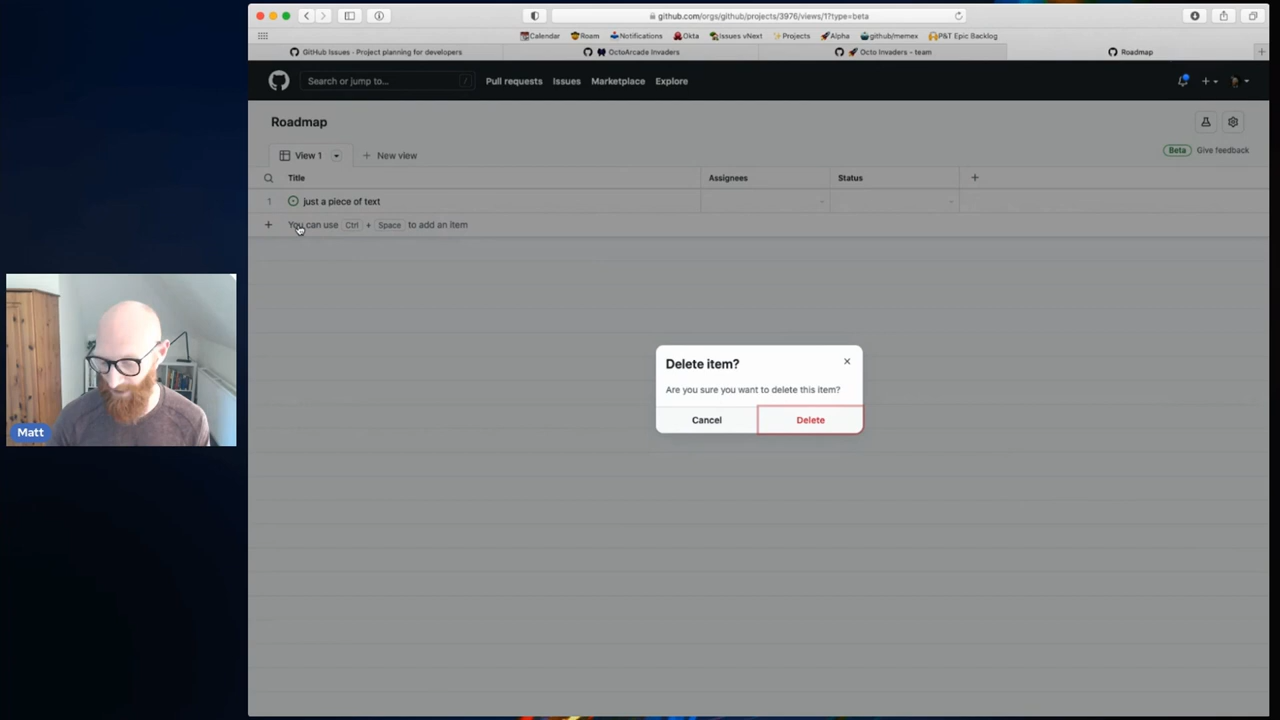 github.com/orgs/github/projects/3976/views/1?type=beta
Calendar Roam Notifications Okta Issues vNext Projects Alpha github/memex P&T Epic Backlog
GitHub Issues - Project planning for developers OctoArcade Invaders Octo Invaders - team Roadmap
Search or jump to... / Pull requests Issues Marketplace Explore
Roadmap
View 1 New view Beta Give feedback
Title Assignees Status
1 just a piece of text
You can use Ctrl + Space to add an item
Delete item?
Are you sure you want to delete this item?
Cancel Delete
Matt